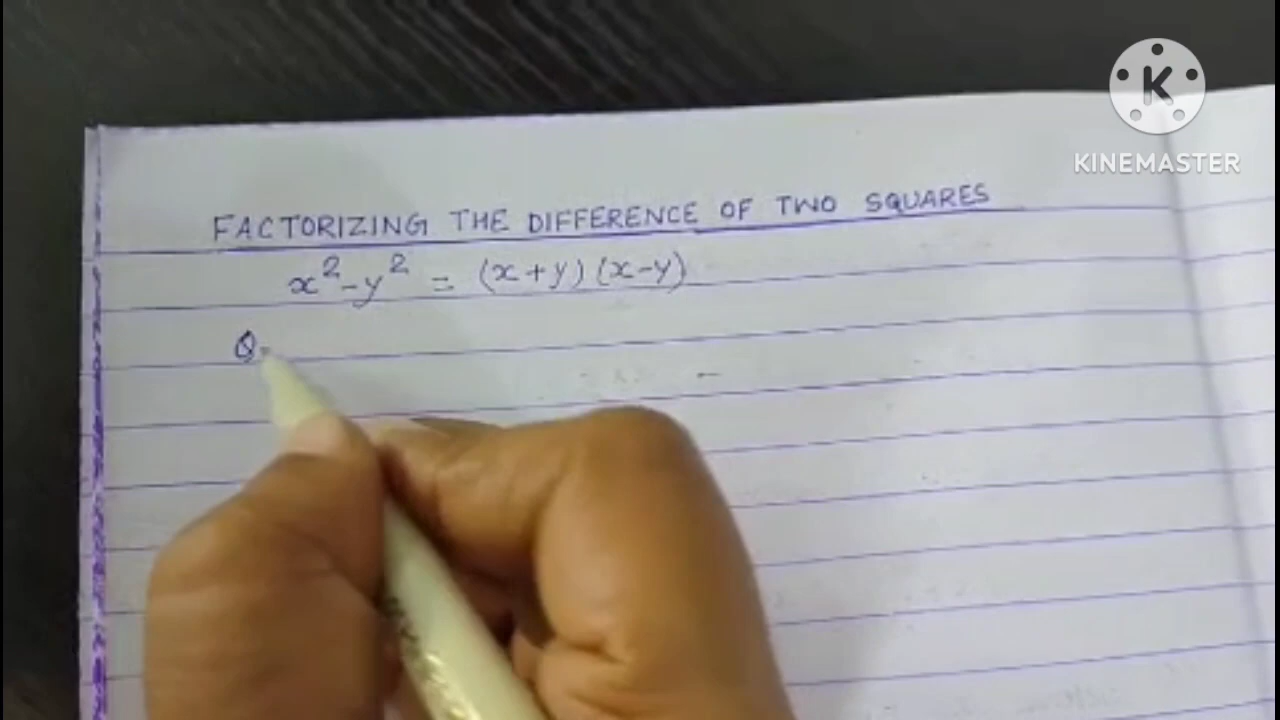 K
KINEMASTER
FACTORIZING THE DIFFERENCE OF TWO SQUARES
x² - y² = (x + y) (x - y)
Q